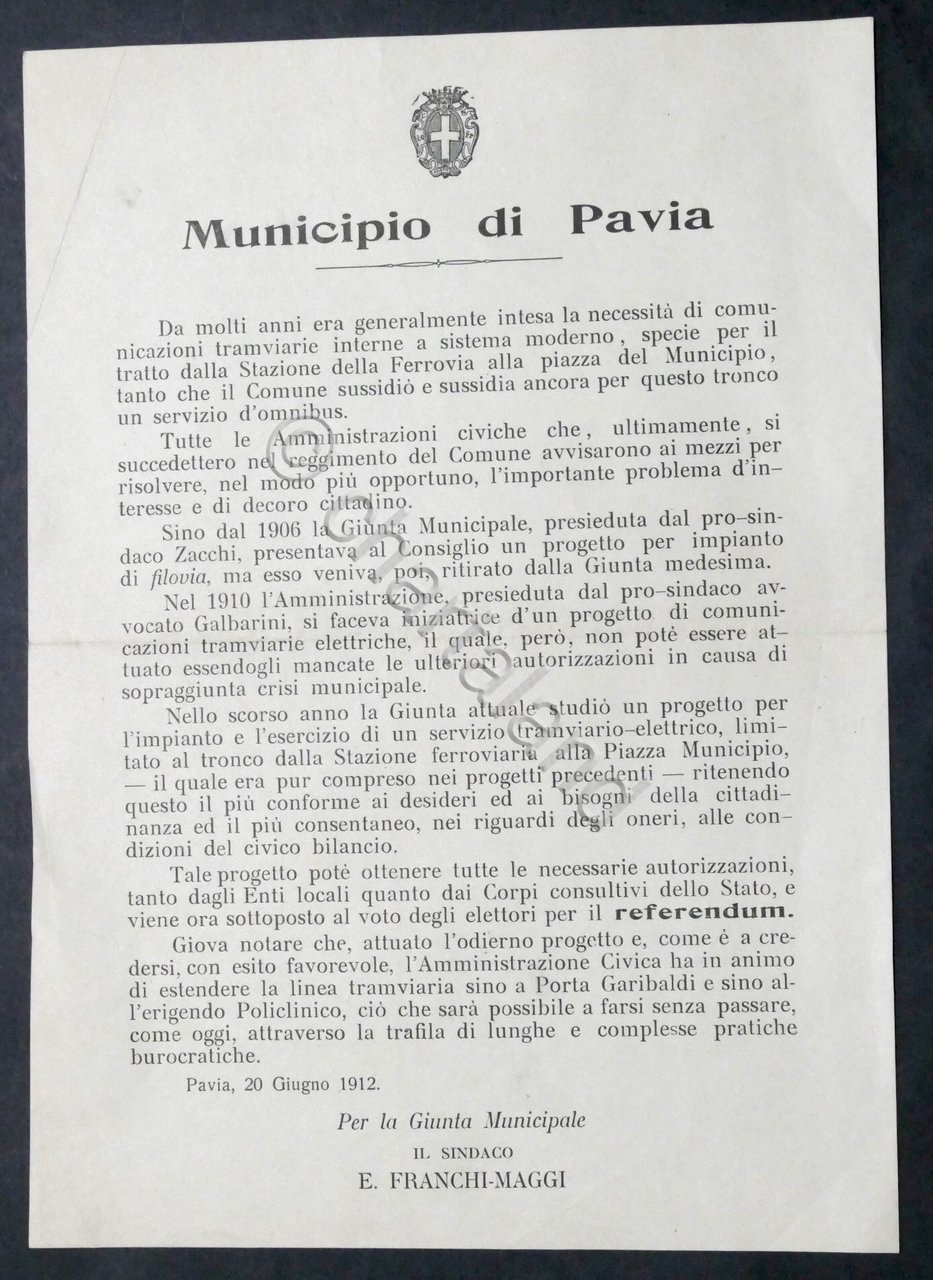 Municipio di Pavia
Da molti anni era generalmente intesa la necessità di comu-
nicazioni tramviarie interne a sistema moderno, specie per il
tratto dalla Stazione della Ferrovia alla piazza del Municipio,
tanto che il Comune sussidiò e sussidia ancora per questo tronco
un servizio d'omnibus.
Tutte le Amministrazioni civiche che, ultimamente, si
succedettero nel reggimento del Comune avvisarono ai mezzi per
risolvere, nel modo più opportuno, l'importante problema d'in-
teresse e di decoro cittadino.
Sino dal 1906 la Giunta Municipale, presieduta dal pro-sin-
daco Zacchi, presentava al Consiglio un progetto per impianto
di filovia, ma esso veniva, poi, ritirato dalla Giunta medesima.
Nel 1910 l'Amministrazione, presieduta dal pro-sindaco av-
vocato Galbarini, si faceva iniziatrice d'un progetto di comuni-
cazioni tramviarie elettriche, il quale, però, non potè essere at-
tuato essendogli mancate le ulteriori autorizzazioni in causa di
sopraggiunta crisi municipale.
Nello scorso anno la Giunta attuale studiò un progetto per
l'impianto e l'esercizio di un servizio tramviario-elettrico, limi-
tato al tronco dalla Stazione ferroviaria alla Piazza Municipio,
— il quale era pur compreso nei progetti precedenti — ritenendo
questo il più conforme ai desideri ed ai bisogni della cittadi-
nanza ed il più consentaneo, nei riguardi degli oneri, alle con-
dizioni del civico bilancio.
Tale progetto potè ottenere tutte le necessarie autorizzazioni,
tanto dagli Enti locali quanto dai Corpi consultivi dello Stato, e
viene ora sottoposto al voto degli elettori per il referendum.
Giova notare che, attuato l'odierno progetto e, come è a cre-
dersi, con esito favorevole, l'Amministrazione Civica ha in animo
di estendere la linea tramviaria sino a Porta Garibaldi e sino al-
l'erigendo Policlinico, ciò che sarà possibile a farsi senza passare,
come oggi, attraverso la trafila di lunghe e complesse pratiche
burocratiche.
Pavia, 20 Giugno 1912.
Per la Giunta Municipale
IL SINDACO
E. FRANCHI-MAGGI
© chartaland